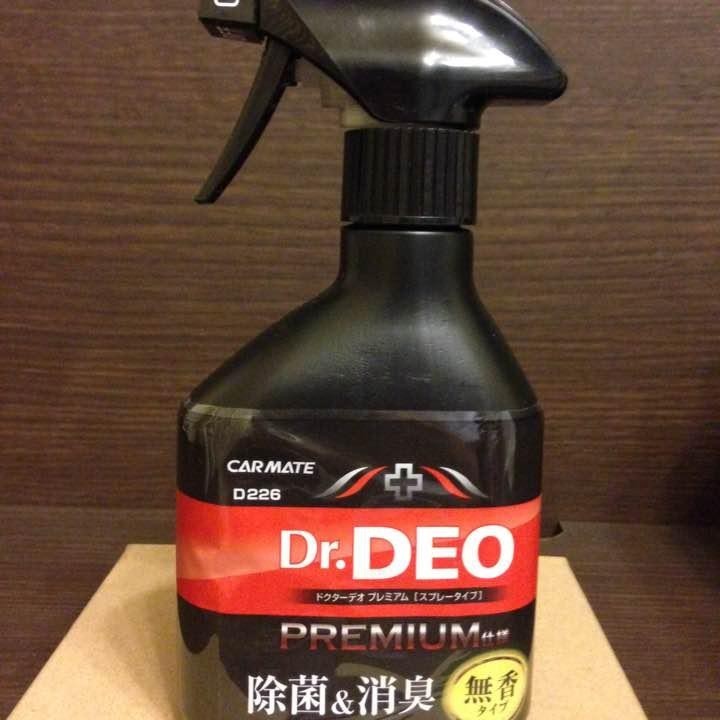 CARMATE
D226
Dr.DEO
ドクターデオ プレミアム [スプレータイプ]
PREMIUM仕様
除菌&消臭
無香
タイプ